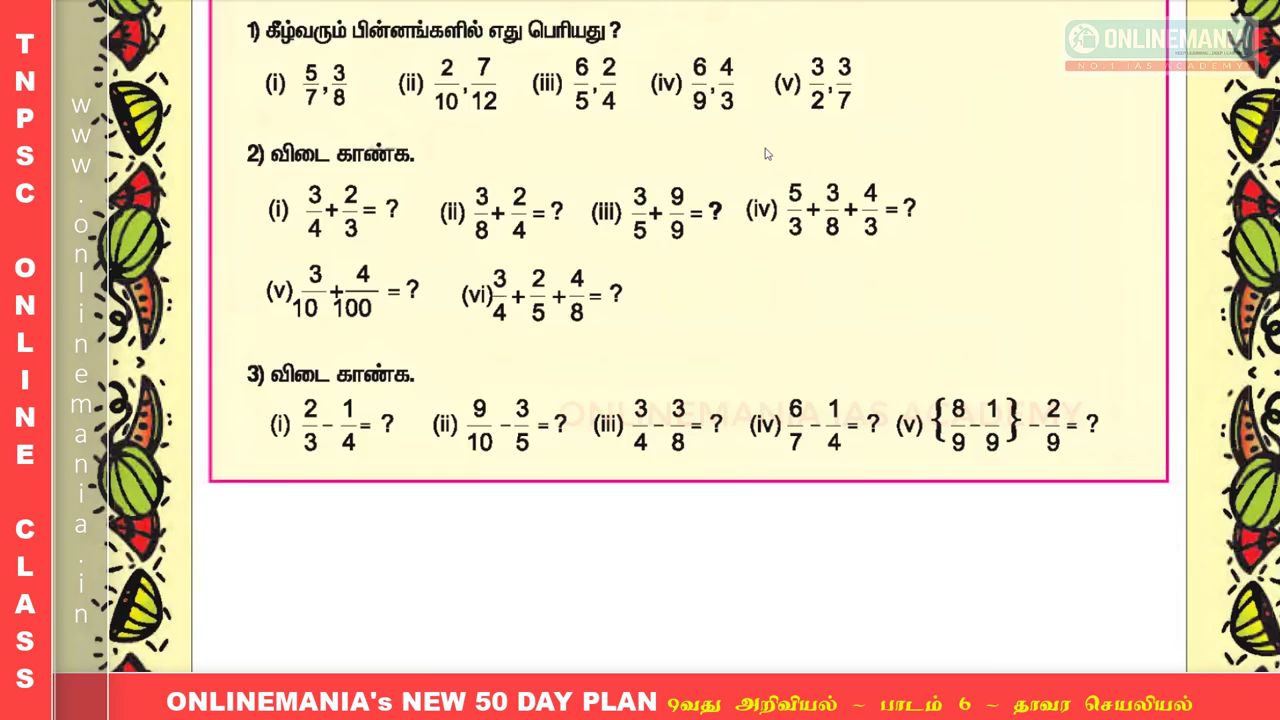 TNPSC ONLINE CLASS
www.onlinemania.in
ONLINEMANIA
NO.1 IAS ACADEMY
1) கீழ்வரும் பின்னங்களில் எது பெரியது ?
(i) 5/7, 3/8 (ii) 2/10, 7/12 (iii) 6/5, 2/4 (iv) 6/9, 4/3 (v) 3/2, 3/7
2) விடை காண்க.
(i) 3/4 + 2/3 = ? (ii) 3/8 + 2/4 = ? (iii) 3/5 + 9/9 = ? (iv) 5/3 + 3/8 + 4/3 = ?
(v) 3/10 + 4/100 = ? (vi) 3/4 + 2/5 + 4/8 = ?
3) விடை காண்க.
(i) 2/3 − 1/4 = ? (ii) 9/10 − 3/5 = ? (iii) 3/4 − 3/8 = ? (iv) 6/7 − 1/4 = ? (v) {8/9 − 1/9} − 2/9 = ?
ONLINEMANIA IAS ACADEMY
ONLINEMANIA's NEW 50 DAY PLAN 9வது அறிவியல் ~ பாடம் 6 ~ தாவர செயலியல்